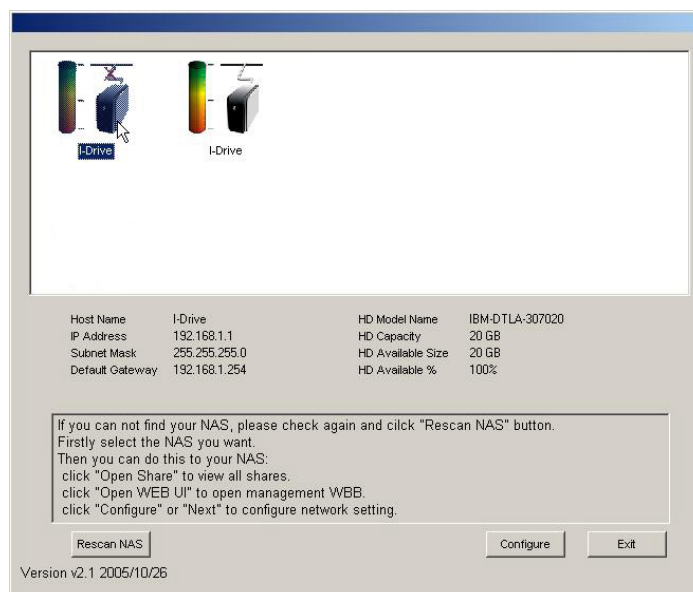 I-Drive I-Drive
Host Name I-Drive HD Model Name IBM-DTLA-307020
IP Address 192.168.1.1 HD Capacity 20 GB
Subnet Mask 255.255.255.0 HD Available Size 20 GB
Default Gateway 192.168.1.254 HD Available % 100%
If you can not find your NAS, please check again and cilck "Rescan NAS" button.
Firstly select the NAS you want.
Then you can do this to your NAS:
click "Open Share" to view all shares.
click "Open WEB UI" to open management WBB.
click "Configure" or "Next" to configure network setting.
Rescan NAS Configure Exit
Version v2.1 2005/10/26